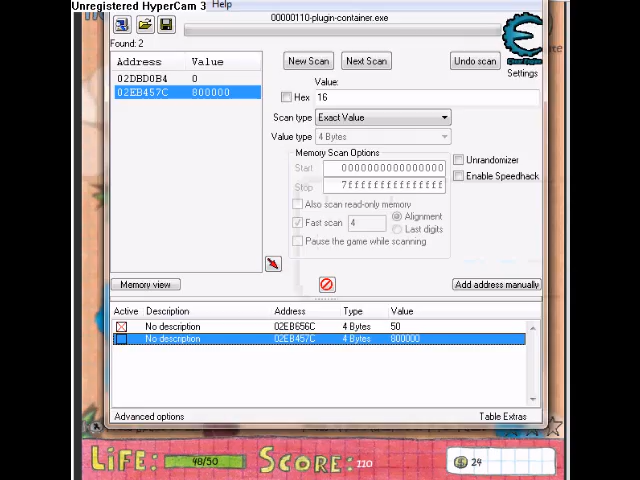 Unregistered HyperCam 3
Help
00000110-plugin-container.exe
Found: 2
Address Value
02DBD0B4 0
02EB457C 800000
New Scan Next Scan Undo scan
Settings
Value:
Hex 16
Scan type Exact Value
Value type 4 Bytes
Memory Scan Options
Start 0000000000000000
Stop 7fffffffffffffff
Unrandomizer
Enable Speedhack
Also scan read-only memory
Fast scan 4 Alignment
Last digits
Pause the game while scanning
Memory view Add address manually
Active Description Address Type Value
No description 02EB656C 4 Bytes 50
No description 02EB457C 4 Bytes 800000
Advanced options Table Extras
LIFE: 48/50 SCORE: 110 $ 24